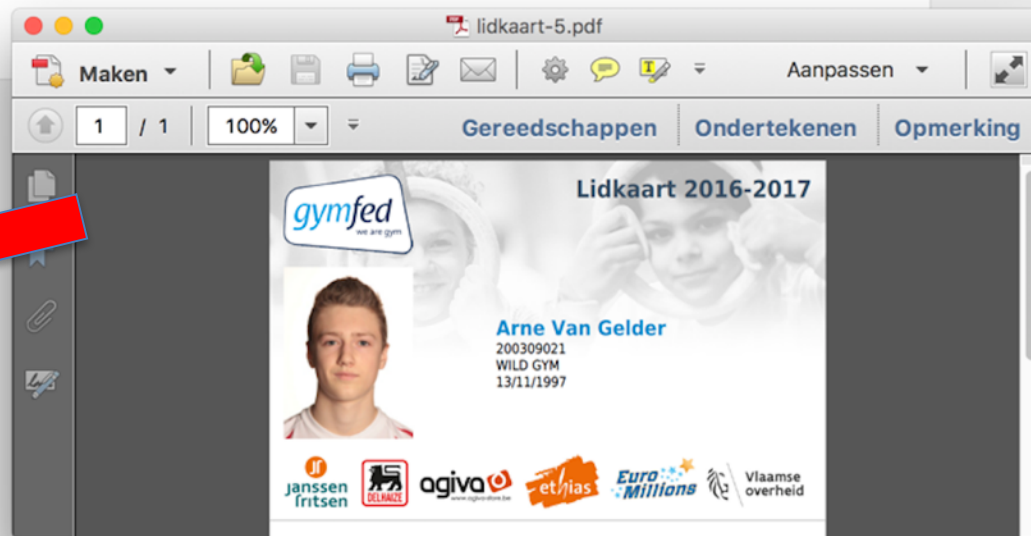 lidkaart-5.pdf
Maken
Aanpassen
1 / 1
100%
Gereedschappen
Ondertekenen
Opmerking
gymfed
we are gym
Lidkaart 2016-2017
Arne Van Gelder
200309021
WILD GYM
13/11/1997
janssen
fritsen
DELHAIZE
agiva
www.agivastore.be
ethias
Euro
Millions
Vlaamse
overheid